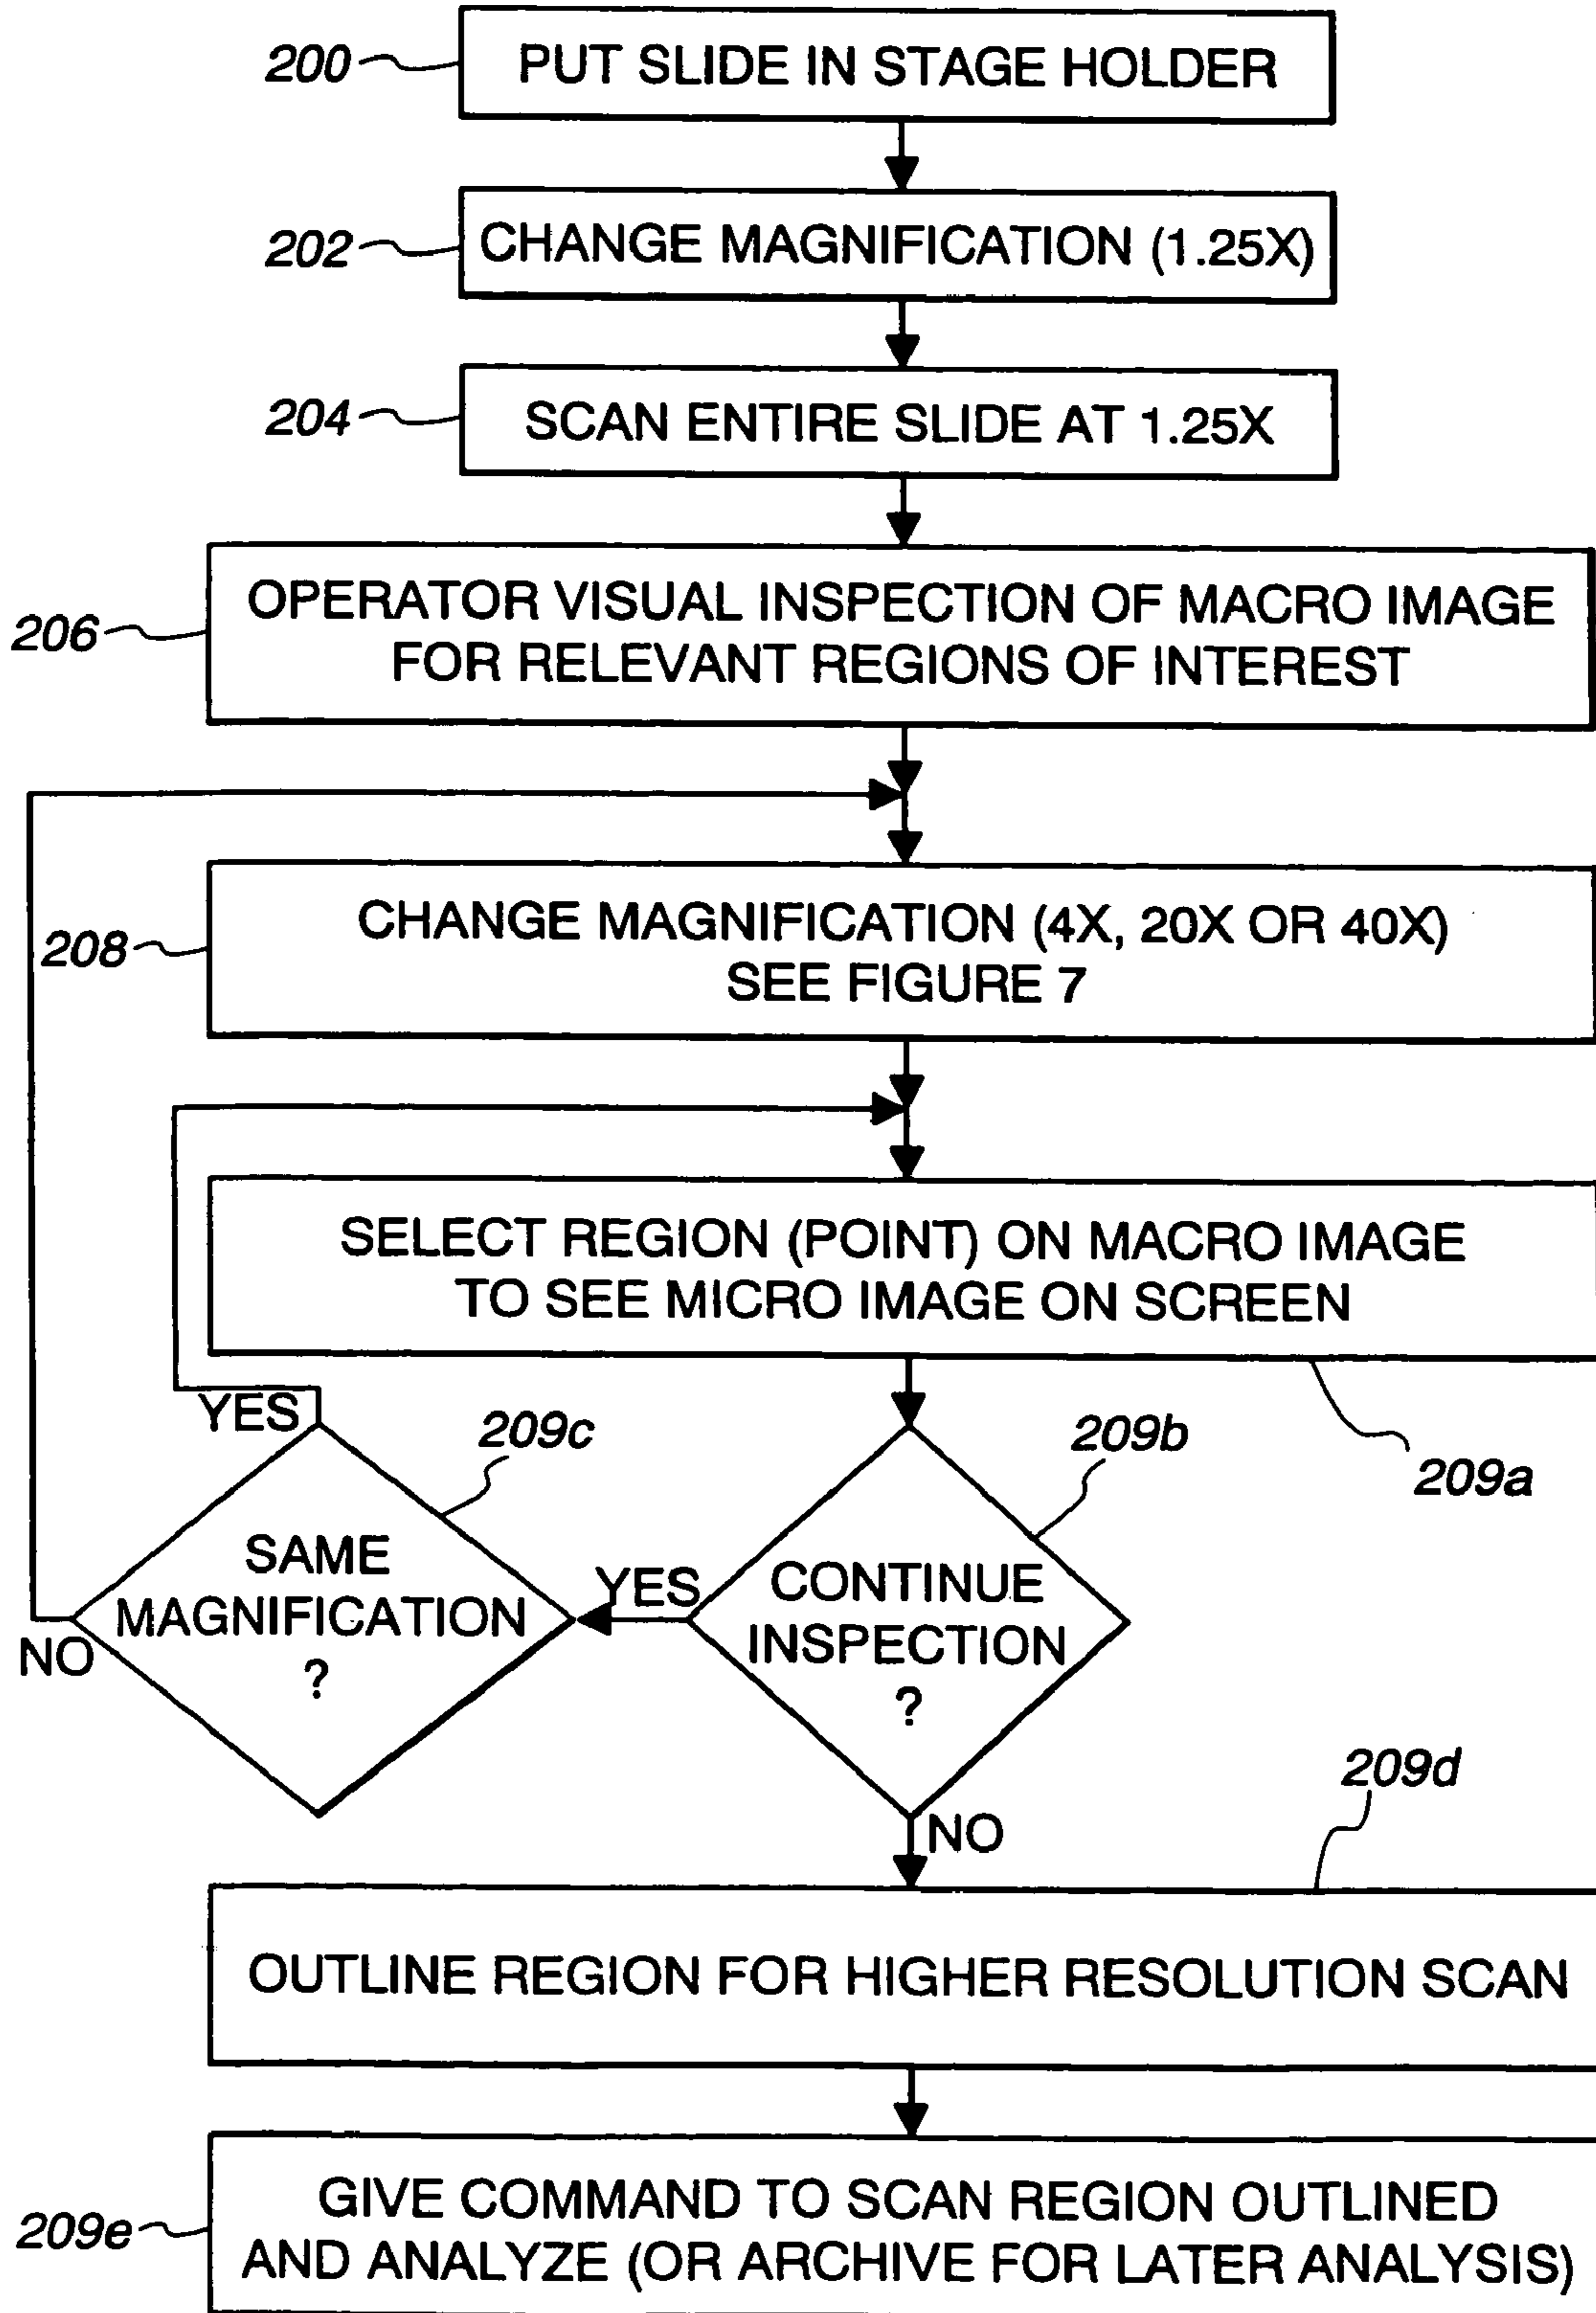 200
PUT SLIDE IN STAGE HOLDER
202
CHANGE MAGNIFICATION (1.25X)
204
SCAN ENTIRE SLIDE AT 1.25X
206
OPERATOR VISUAL INSPECTION OF MACRO IMAGE
FOR RELEVANT REGIONS OF INTEREST
208
CHANGE MAGNIFICATION (4X, 20X OR 40X)
SEE FIGURE 7
SELECT REGION (POINT) ON MACRO IMAGE
TO SEE MICRO IMAGE ON SCREEN
209a
YES
209c
209b
SAME
MAGNIFICATION
?
NO
YES
CONTINUE
INSPECTION
?
NO
209d
OUTLINE REGION FOR HIGHER RESOLUTION SCAN
209e
GIVE COMMAND TO SCAN REGION OUTLINED
AND ANALYZE (OR ARCHIVE FOR LATER ANALYSIS)